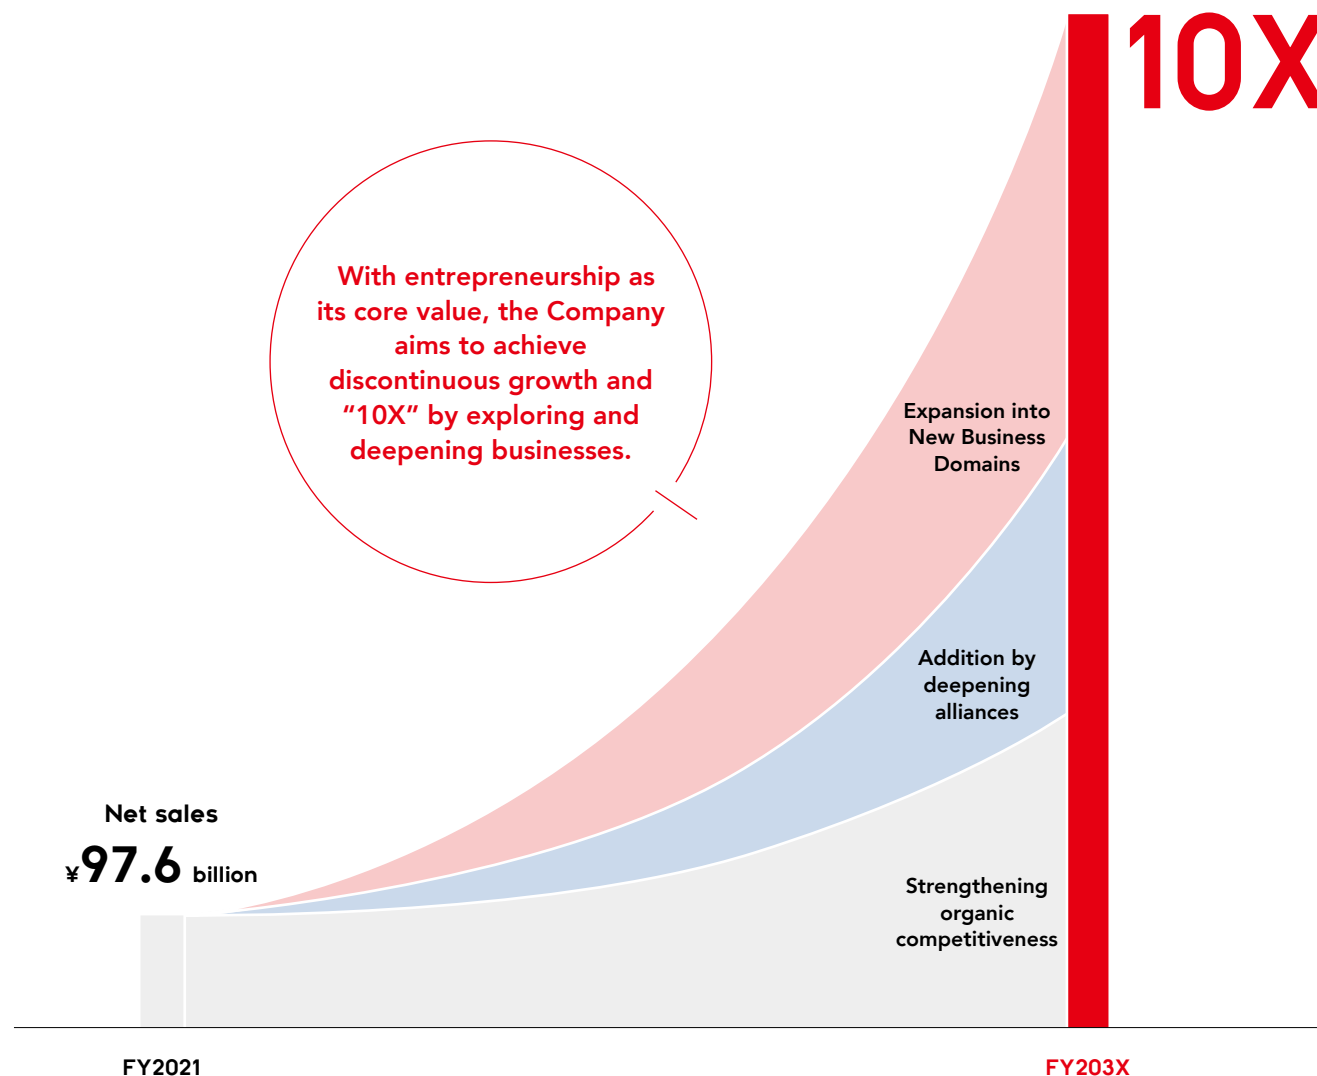 10X
With entrepreneurship as
its core value, the Company
aims to achieve
discontinuous growth and
“10X” by exploring and
deepening businesses.
Expansion into
New Business
Domains
Addition by
deepening
alliances
Net sales
¥97.6 billion
Strengthening
organic
competitiveness
FY2021
FY203X